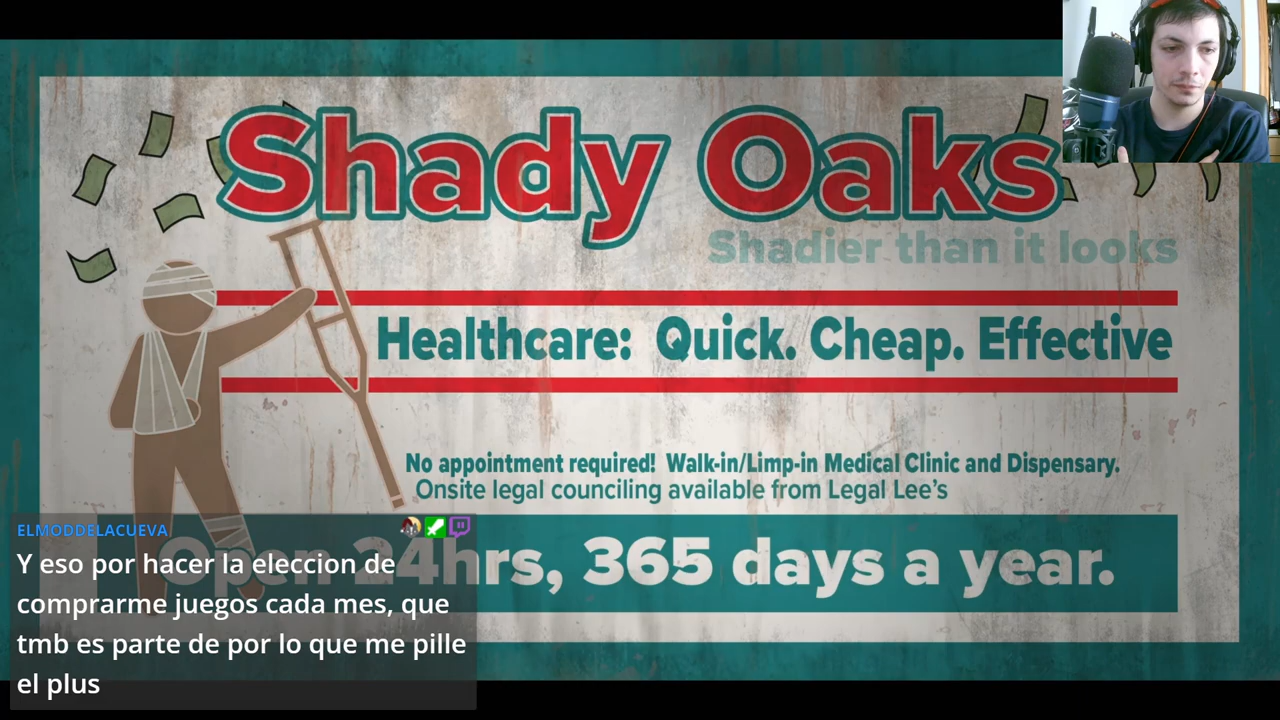 Shady Oaks
Shadier than it looks
Healthcare: Quick. Cheap. Effective
No appointment required! Walk-in/Limp-in Medical Clinic and Dispensary.
Onsite legal counciling available from Legal Lee's
Open 24hrs, 365 days a year.
ELMODDELACUEVA
Y eso por hacer la eleccion de
comprarme juegos cada mes, que
tmb es parte de por lo que me pille
el plus